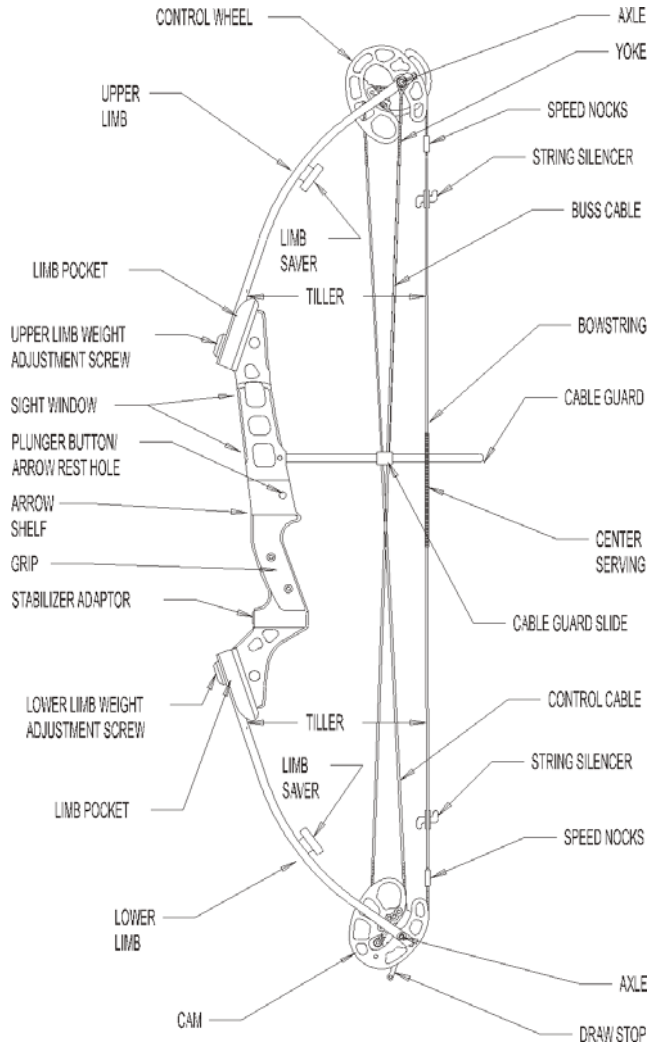 CONTROL WHEEL
AXLE
YOKE
UPPER
LIMB
SPEED NOCKS
STRING SILENCER
LIMB
SAVER
BUSS CABLE
LIMB POCKET
TILLER
UPPER LIMB WEIGHT
ADJUSTMENT SCREW
BOWSTRING
SIGHT WINDOW
CABLE GUARD
PLUNGER BUTTON/
ARROW REST HOLE
ARROW
SHELF
CENTER
SERVING
GRIP
STABILIZER ADAPTOR
CABLE GUARD SLIDE
LOWER LIMB WEIGHT
ADJUSTMENT SCREW
CONTROL CABLE
TILLER
LIMB
SAVER
STRING SILENCER
LIMB POCKET
SPEED NOCKS
LOWER
LIMB
AXLE
CAM
DRAW STOP